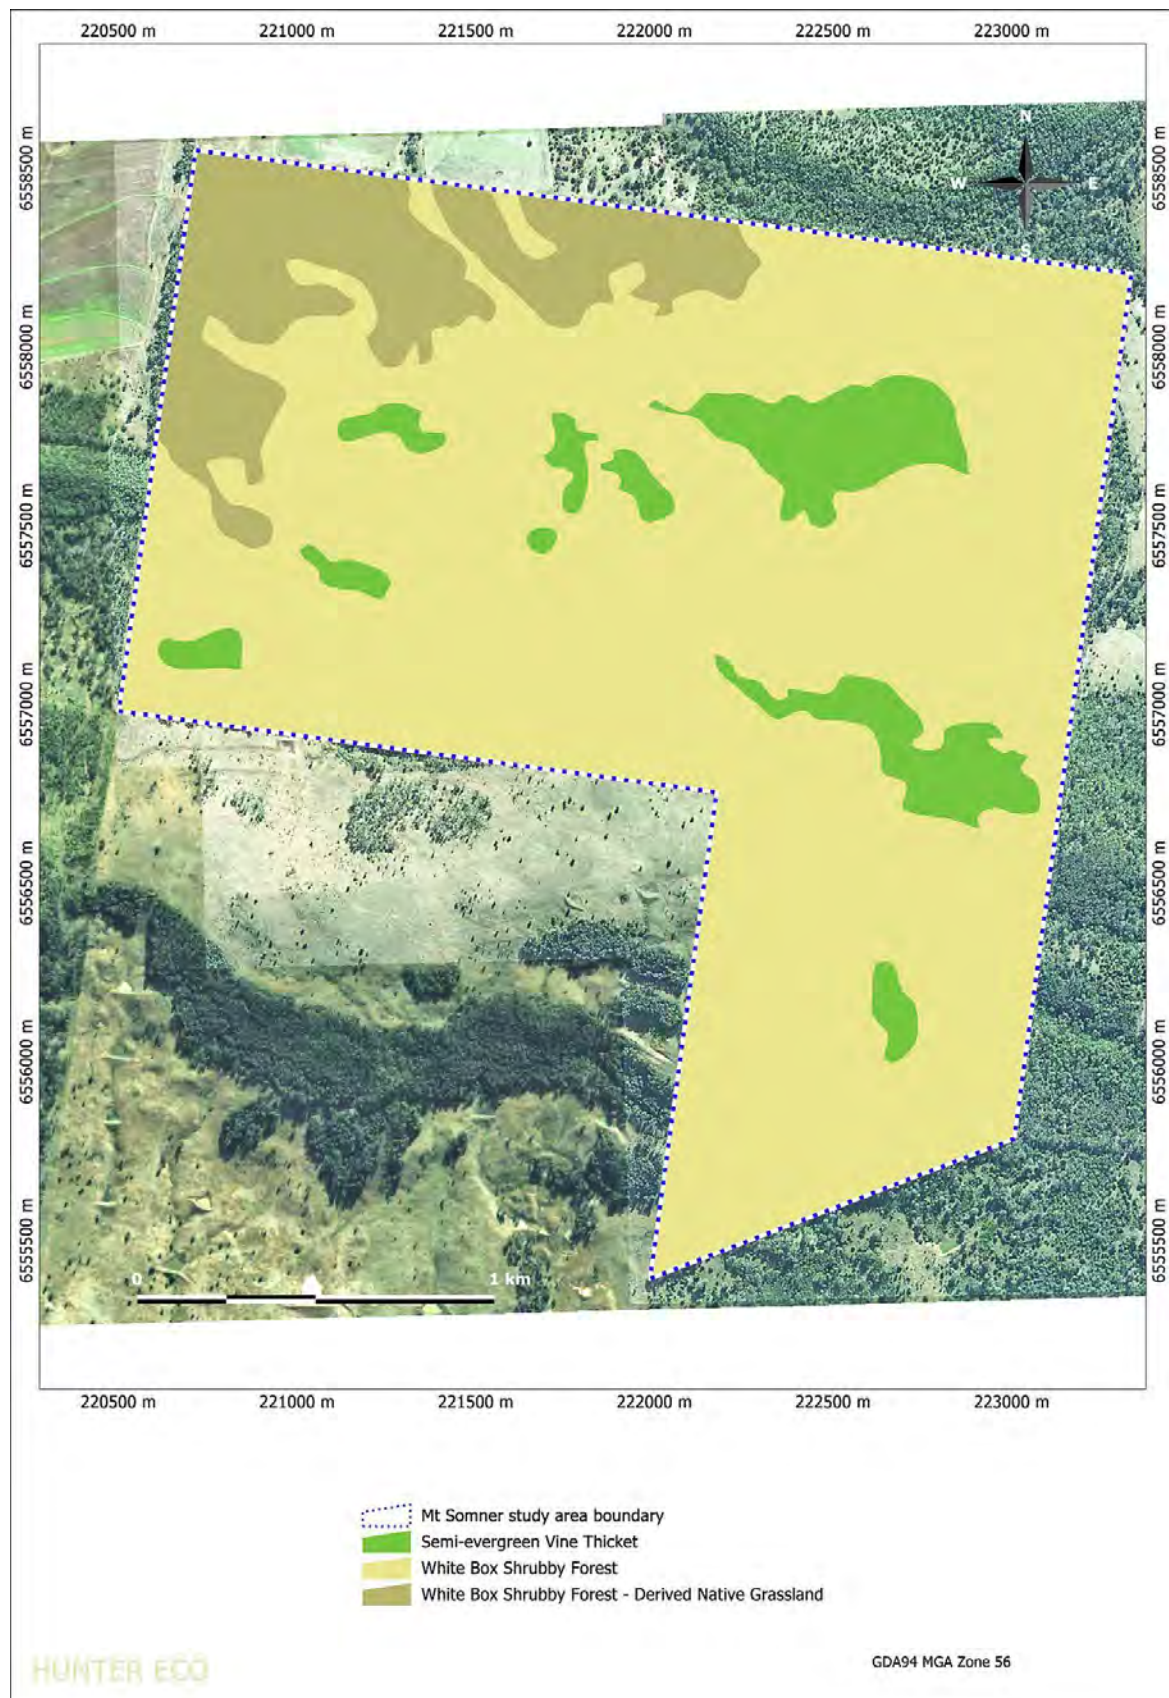 220500 m 221000 m 221500 m 222000 m 222500 m 223000 m
N
W E
S
6558500 m 6558500 m
6558000 m 6558000 m
6557500 m 6557500 m
6557000 m 6557000 m
6556500 m 6556500 m
6556000 m 6556000 m
6555500 m 6555500 m
0 1 km
220500 m 221000 m 221500 m 222000 m 222500 m 223000 m
Mt Somner study area boundary
Semi-evergreen Vine Thicket
White Box Shrubby Forest
White Box Shrubby Forest - Derived Native Grassland
HUNTER ECO
GDA94 MGA Zone 56